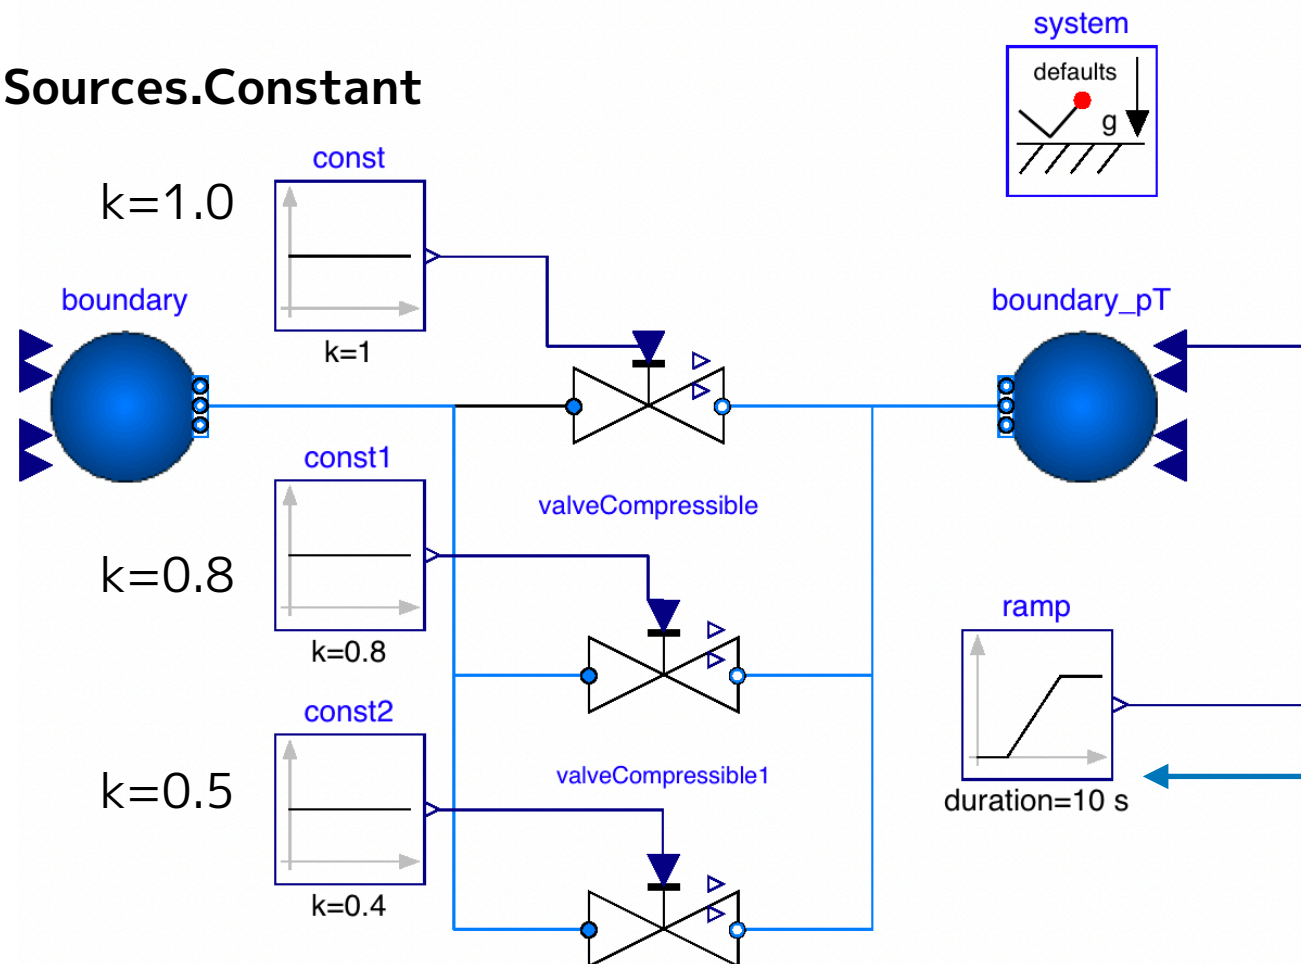 system
defaults
g
Sources.Constant
const
k=1.0
k=1
boundary
boundary_pT
const1
valveCompressible
k=0.8
k=0.8
ramp
const2
valveCompressible1
k=0.5
duration=10 s
k=0.4